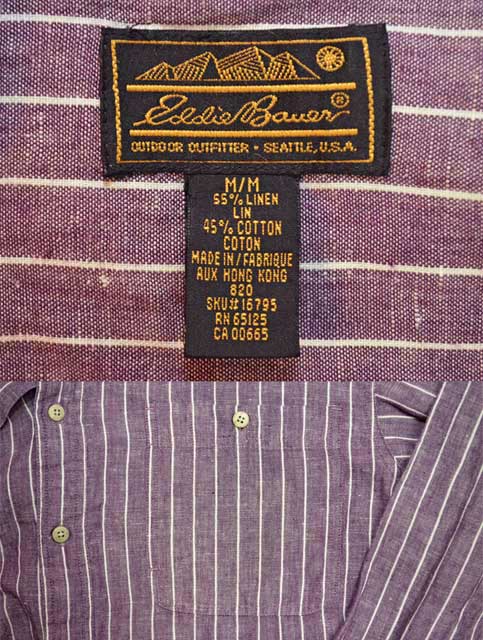 Eddie Bauer®
OUTDOOR OUTFITTER • SEATTLE, U.S.A.
M/M
55% LINEN
LIN
45% COTTON
COTON
MADE IN/FABRIQUE
AUX HONG KONG
820
SKU# 16795
RN 65125
CA 00665